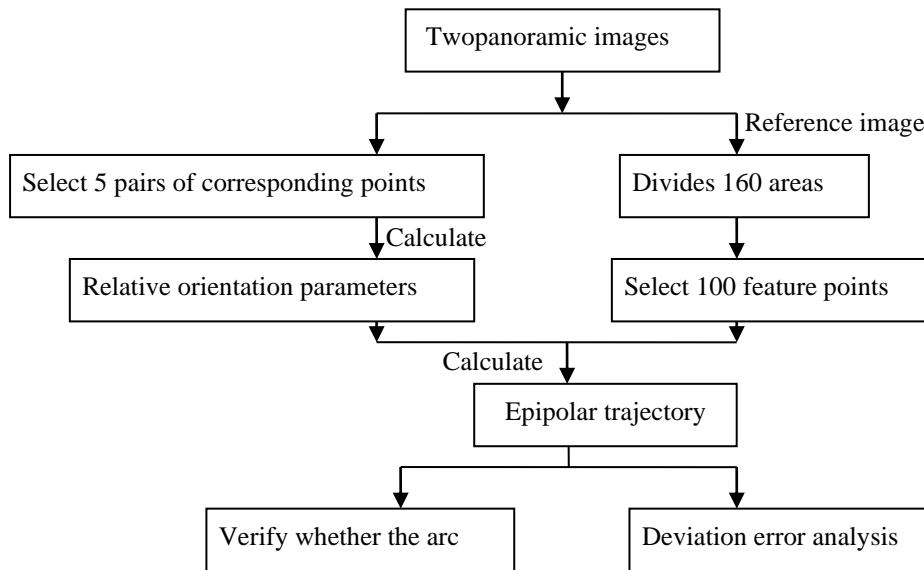 Twopanoramic images
Reference image
Select 5 pairs of corresponding points
Divides 160 areas
Calculate
Relative orientation parameters
Select 100 feature points
Calculate
Epipolar trajectory
Verify whether the arc
Deviation error analysis